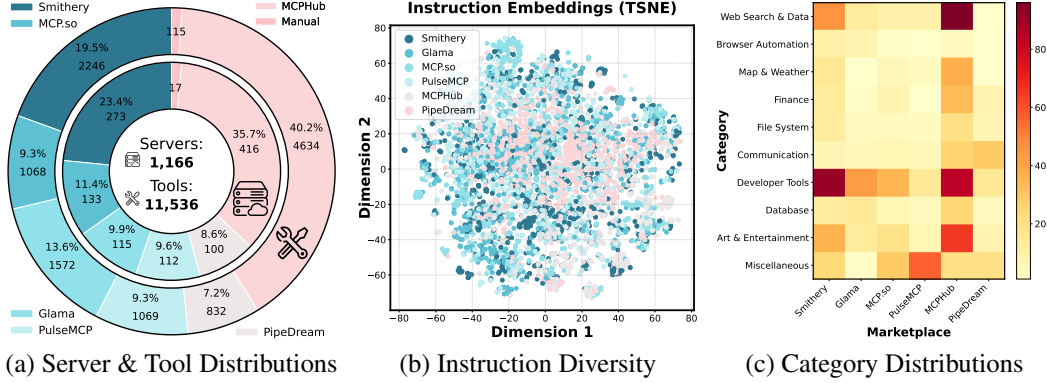 Smithery
MCP.so
MCPHub
Manual
19.5%
2246
115
23.4%
273
17
35.7%
416
40.2%
4634
Servers:
1,166
Tools:
11,536
9.3%
1068
11.4%
133
9.9%
115
9.6%
112
8.6%
100
13.6%
1572
9.3%
1069
7.2%
832
Glama
PulseMCP
PipeDream
(a) Server & Tool Distributions
Instruction Embeddings (TSNE)
Smithery
Glama
MCP.so
PulseMCP
MCPHub
PipeDream
Dimension 2
80
60
40
20
0
−20
−40
−60
−80 −60 −40 −20 0 20 40 60 80
Dimension 1
(b) Instruction Diversity
Category
Web Search & Data
Browser Automation
Map & Weather
Finance
File System
Communication
Developer Tools
Database
Art & Entertainment
Miscellaneous
Smithery
Glama
MCP.so
PulseMCP
MCPHub
PipeDream
Marketplace
80
60
40
20
(c) Category Distributions